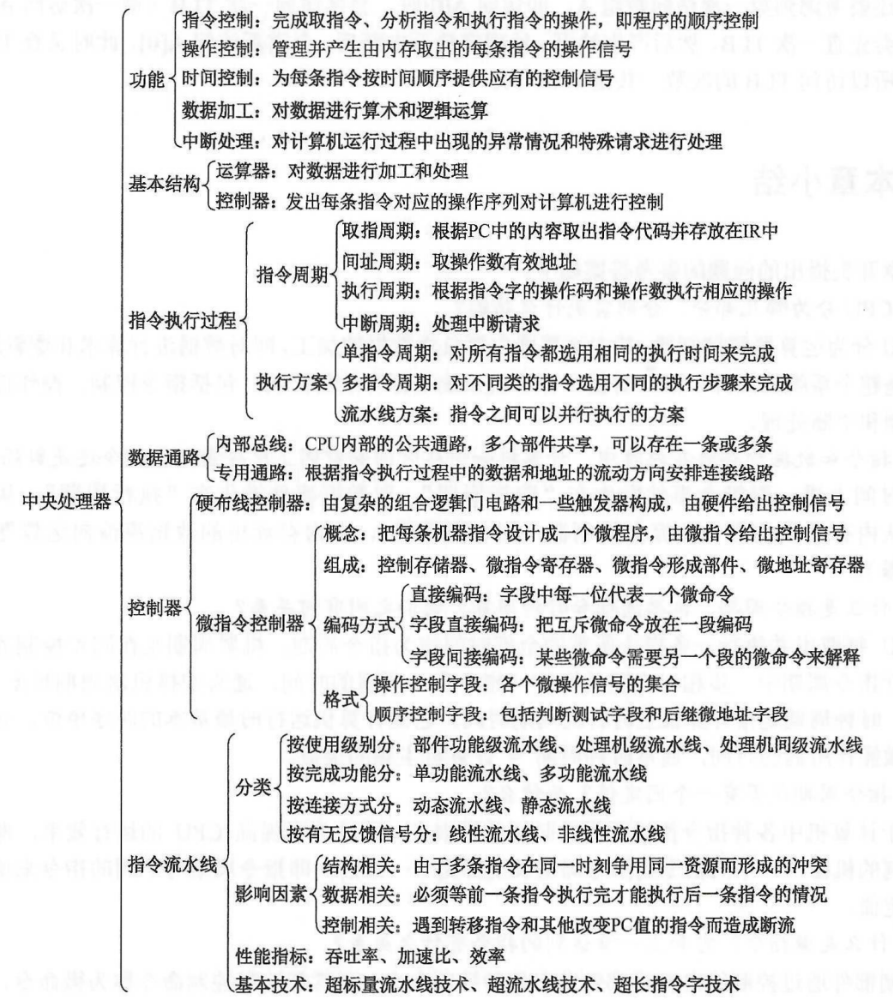 指令控制：完成取指令、分析指令和执行指令的操作，即程序的顺序控制
操作控制：管理并产生由内存取出的每条指令的操作信号
功能
时间控制：为每条指令按时间顺序提供应有的控制信号
数据加工：对数据进行算术和逻辑运算
中断处理：对计算机运行过程中出现的异常情况和特殊请求进行处理
基本结构
运算器：对数据进行加工和处理
控制器：发出每条指令对应的操作序列对计算机进行控制
指令执行过程
指令周期
取指周期：根据PC中的内容取出指令代码并存放在IR中
间址周期：取操作数有效地址
执行周期：根据指令字的操作码和操作数执行相应的操作
中断周期：处理中断请求
执行方案
单指令周期：对所有指令都选用相同的执行时间来完成
多指令周期：对不同类的指令选用不同的执行步骤来完成
流水线方案：指令之间可以并行执行的方案
数据通路
内部总线：CPU内部的公共通路，多个部件共享，可以存在一条或多条
专用通路：根据指令执行过程中的数据和地址的流动方向安排连接线路
中央处理器
控制器
硬布线控制器：由复杂的组合逻辑门电路和一些触发器构成，由硬件给出控制信号
微指令控制器
概念：把每条机器指令设计成一个微程序，由微指令给出控制信号
组成：控制存储器、微指令寄存器、微指令形成部件、微地址寄存器
编码方式
直接编码：字段中每一位代表一个微命令
字段直接编码：把互斥微命令放在一段编码
字段间接编码：某些微命令需要另一个段的微命令来解释
格式
操作控制字段：各个微操作信号的集合
顺序控制字段：包括判断测试字段和后继微地址字段
指令流水线
分类
按使用级别分：部件功能级流水线、处理机级流水线、处理机间级流水线
按完成功能分：单功能流水线、多功能流水线
按连接方式分：动态流水线、静态流水线
按有无反馈信号分：线性流水线、非线性流水线
影响因素
结构相关：由于多条指令在同一时刻争用同一资源而形成的冲突
数据相关：必须等前一条指令执行完才能执行后一条指令的情况
控制相关：遇到转移指令和其他改变PC值的指令而造成断流
性能指标：吞吐率、加速比、效率
基本技术：超标量流水线技术、超流水线技术、超长指令字技术